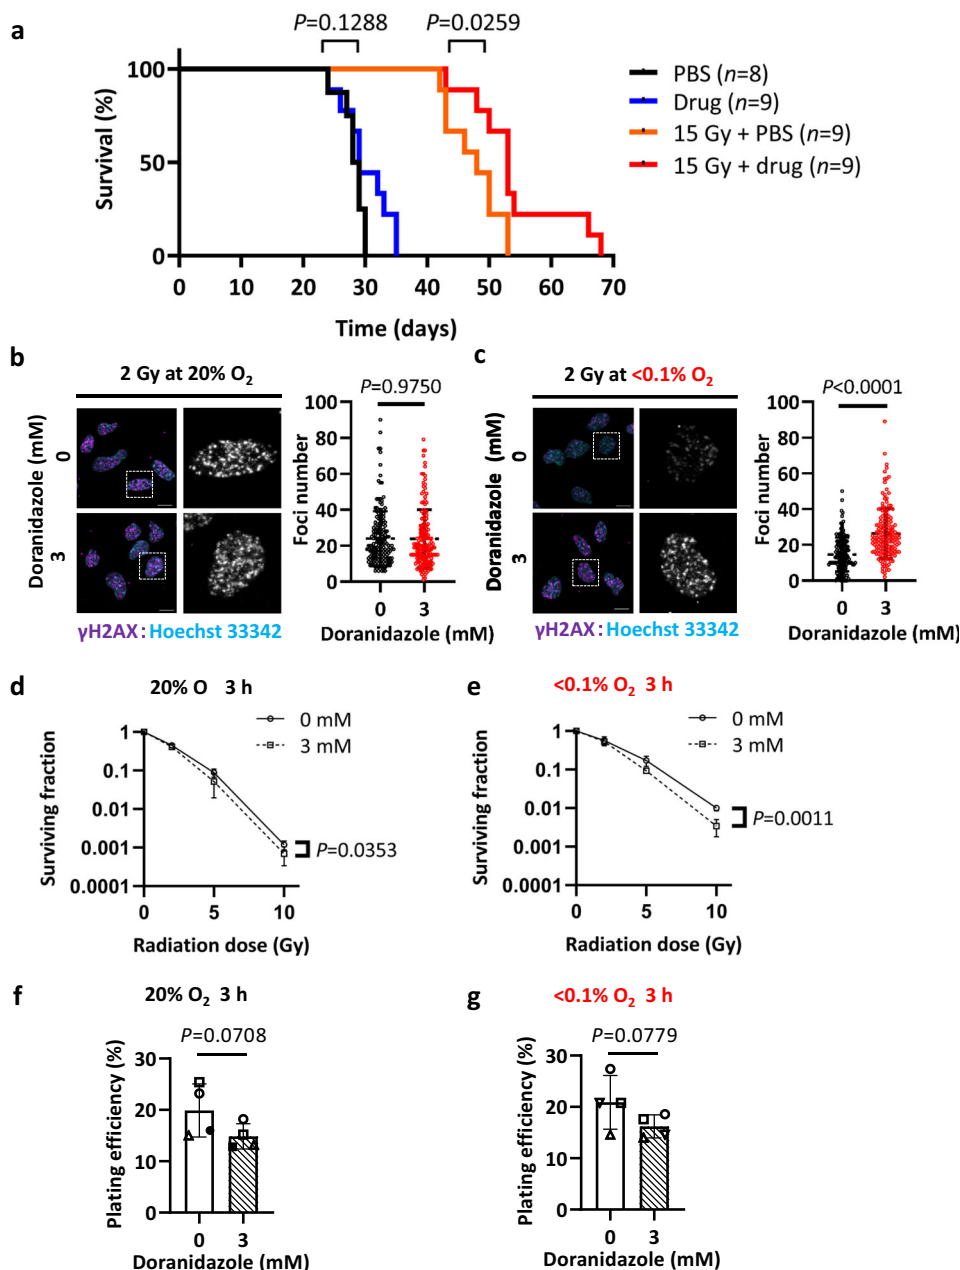 a
P=0.1288
P=0.0259
Survival (%)
100
50
0
0 10 20 30 40 50 60 70
Time (days)
PBS (n=8)
Drug (n=9)
15 Gy + PBS (n=9)
15 Gy + drug (n=9)
b
2 Gy at 20% O2
Doranidazole (mM)
0
3
γH2AX:Hoechst 33342
P=0.9750
Foci number
100
80
60
40
20
0
0 3
Doranidazole (mM)
c
2 Gy at <0.1% O2
Doranidazole (mM)
0
3
γH2AX:Hoechst 33342
P<0.0001
Foci number
100
80
60
40
20
0
0 3
Doranidazole (mM)
d
20% O 3 h
0 mM
3 mM
Surviving fraction
1
0.1
0.01
0.001
0.0001
P=0.0353
0 5 10
Radiation dose (Gy)
e
<0.1% O2 3 h
0 mM
3 mM
Surviving fraction
1
0.1
0.01
0.001
0.0001
P=0.0011
0 5 10
Radiation dose (Gy)
f
20% O2 3 h
P=0.0708
Plating efficiency (%)
30
20
10
0
0 3
Doranidazole (mM)
g
<0.1% O2 3 h
P=0.0779
Plating efficiency (%)
30
20
10
0
0 3
Doranidazole (mM)